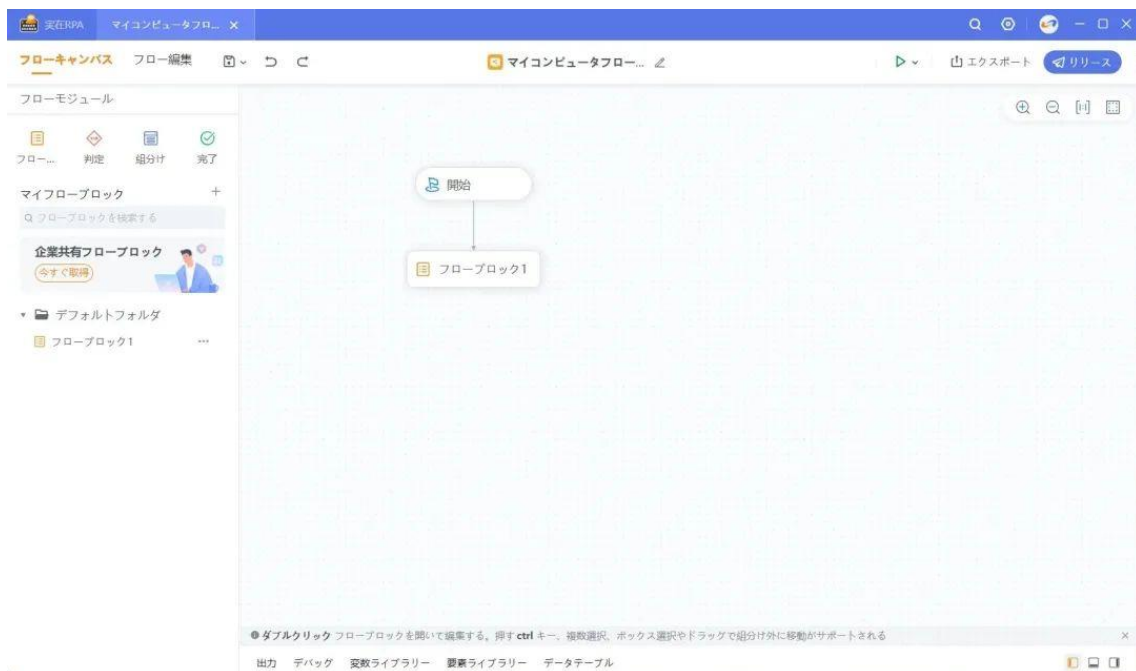 実在RPA マイコンピュータフロ... ×
フローキャンバス フロー編集 マイコンピュータフロー... エクスポート リリース
フローモジュール
フロー... 判定 組分け 完了
マイフローブロック +
フローブロックを検索する
企業共有フローブロック
今すぐ取得
デフォルトフォルダ
フローブロック1 ...
開始
フローブロック1
ダブルクリック フローブロックを開いて編集する。押す ctrl キー、複数選択、ボックス選択やドラッグで組分け外に移動がサポートされる
出力 デバッグ 変数ライブラリー 要素ライブラリー データテーブル